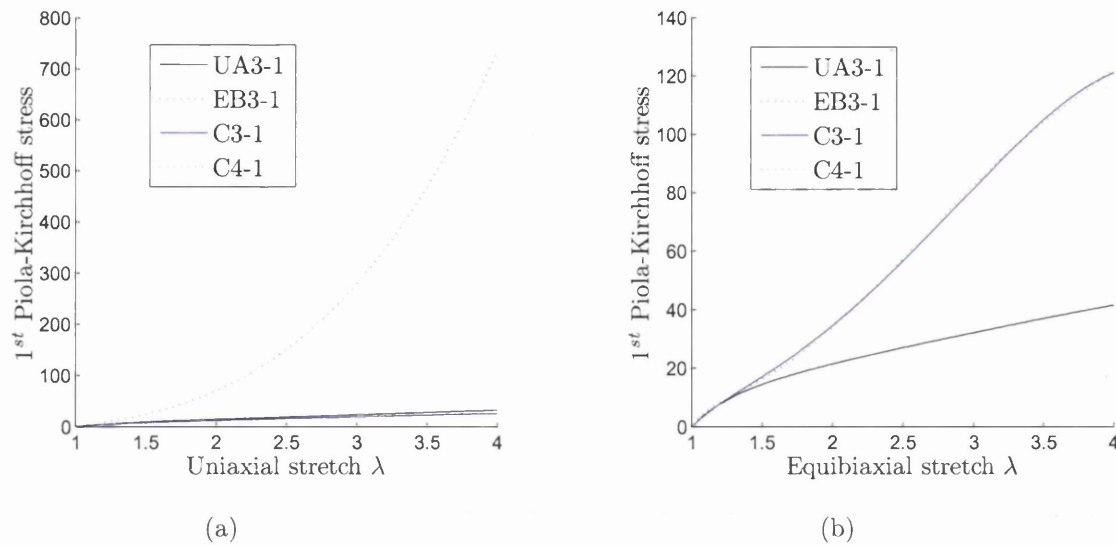 1st Piola-Kirchhoff stress
800
700
600
500
400
300
200
100
0
UA3-1
EB3-1
C3-1
C4-1
1 1.5 2 2.5 3 3.5 4
Uniaxial stretch λ
(a)
1st Piola-Kirchhoff stress
140
120
100
80
60
40
20
0
UA3-1
EB3-1
C3-1
C4-1
1 1.5 2 2.5 3 3.5 4
Equibiaxial stretch λ
(b)